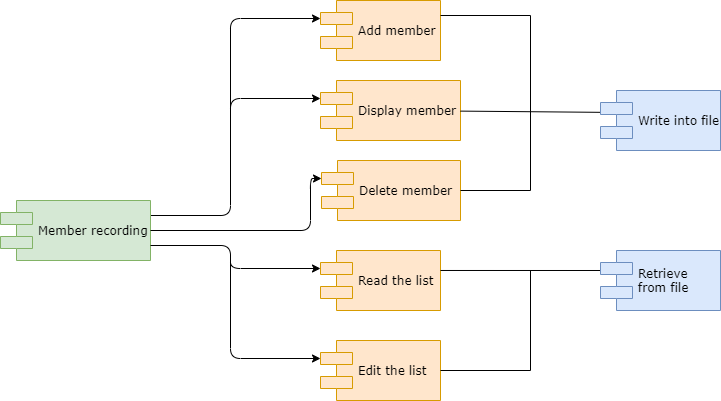 Add member
Display member
Write into file
Delete member
Member recording
Read the list
Retrieve
from file
Edit the list